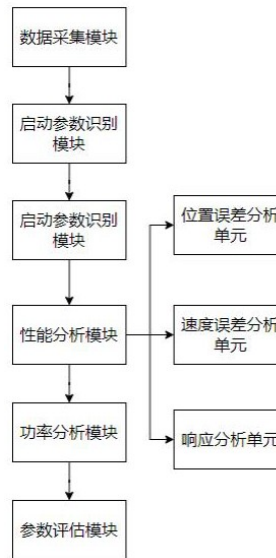 数据采集模块
启动参数识别
模块
启动参数识别
模块
位置误差分析
单元
性能分析模块
速度误差分析
单元
功率分析模块
响应分析单元
参数评估模块